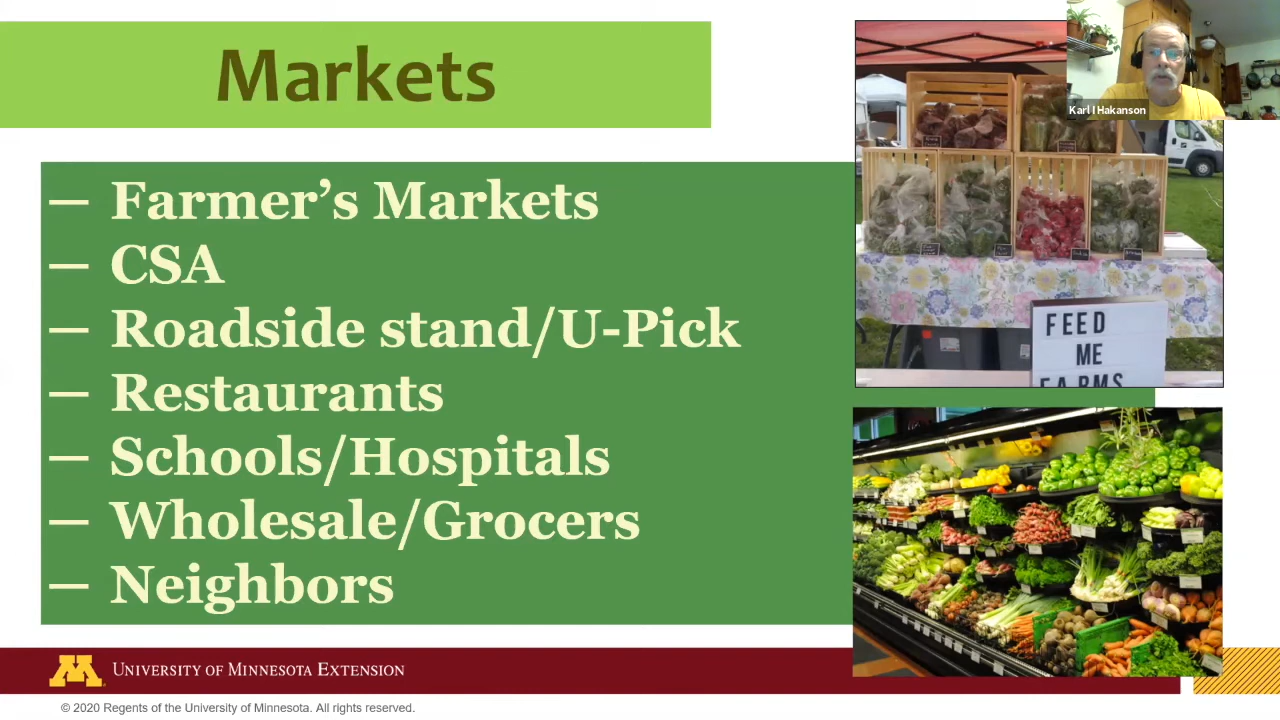 Markets
— Farmer’s Markets
— CSA
— Roadside stand/U-Pick
— Restaurants
— Schools/Hospitals
— Wholesale/Grocers
— Neighbors
Karl I Hakanson
FEED
ME
FARMS
UNIVERSITY OF MINNESOTA EXTENSION
© 2020 Regents of the University of Minnesota. All rights reserved.